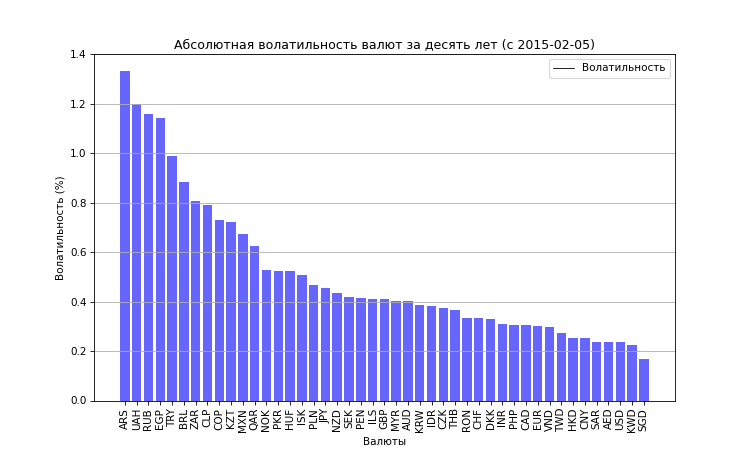 Абсолютная волатильность валют за десять лет (с 2015-02-05)
Волатильность
Волатильность (%)
1.4
1.2
1.0
0.8
0.6
0.4
0.2
0.0
ARS UAH RUB EGP TRY BRL ZAR CLP COP KZT MXN QAR NOK PKR HUF ISK PLN JPY NZD SEK PEN ILS GBP MYR AUD KRW IDR CZK THB RON CHF DKK INR PHP CAD EUR VND TWD HKD CNY SAR AED USD KWD SGD
Валюты